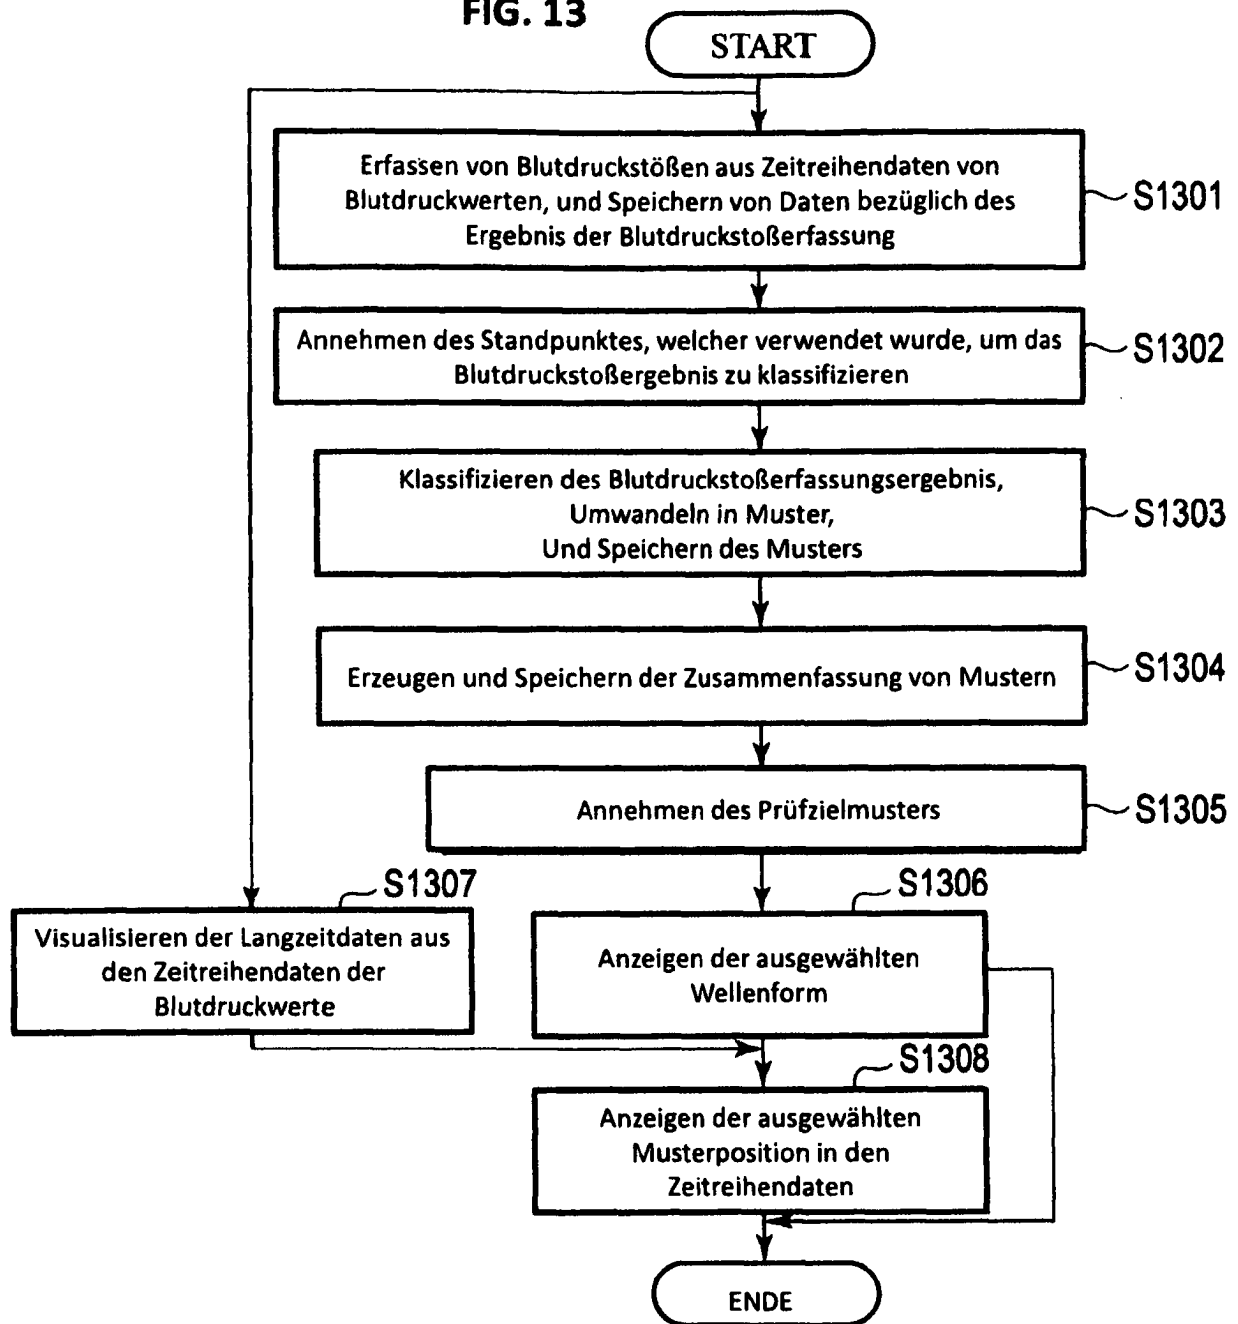 FIG. 13
START
Erfassen von Blutdruckstößen aus Zeitreihendaten von
Blutdruckwerten, und Speichern von Daten bezüglich des
Ergebnis der Blutdruckstoßerfassung
S1301
Annehmen des Standpunktes, welcher verwendet wurde, um das
Blutdruckstoßergebnis zu klassifizieren
S1302
Klassifizieren des Blutdruckstoßerfassungsergebnis,
Umwandeln in Muster,
Und Speichern des Musters
S1303
Erzeugen und Speichern der Zusammenfassung von Mustern
S1304
Annehmen des Prüfzielmusters
S1305
S1307
Visualisieren der Langzeitdaten aus
den Zeitreihendaten der
Blutdruckwerte
S1306
Anzeigen der ausgewählten
Wellenform
S1308
Anzeigen der ausgewählten
Musterposition in den
Zeitreihendaten
ENDE